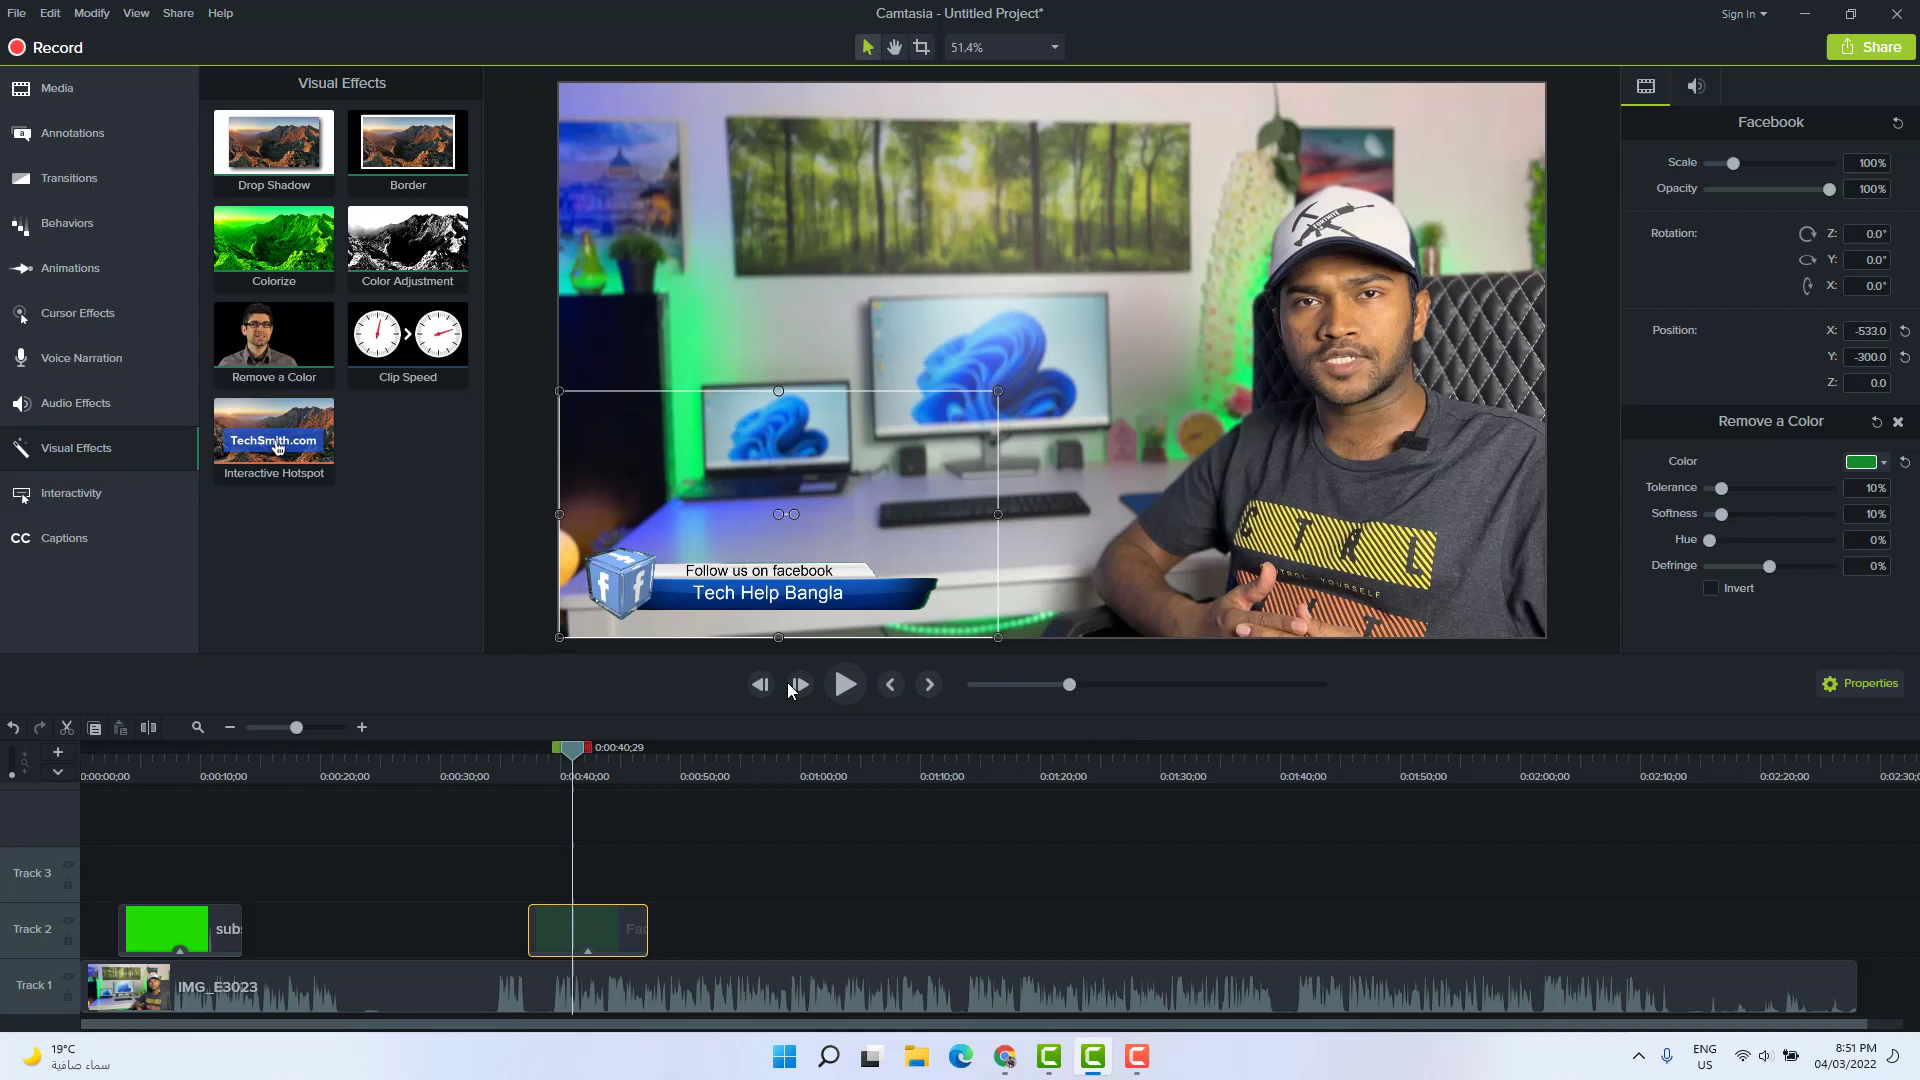 File Edit Modify View Share Help
Camtasia - Untitled Project*
Sign In
Record
51.4%
Share
Media
Annotations
Transitions
Behaviors
Animations
Cursor Effects
Voice Narration
Audio Effects
Visual Effects
Interactivity
CC Captions
Visual Effects
Drop Shadow
Border
Colorize
Color Adjustment
Remove a Color
Clip Speed
TechSmith.com
Interactive Hotspot
Follow us on facebook
Tech Help Bangla
CONTROL YOURSELF
Facebook
Scale 100%
Opacity 100%
Rotation: Z: 0.0°
Y: 0.0°
X: 0.0°
Position: X: -533.0
Y: -300.0
Z: 0.0
Remove a Color
Color
Tolerance 10%
Softness 10%
Hue 0%
Defringe 0%
Invert
Properties
0:00:40;29
0:00:00;00 0:00:10;00 0:00:20;00 0:00:30;00 0:00:40;00 0:00:50;00 0:01:00;00 0:01:10;00 0:01:20;00 0:01:30;00 0:01:40;00 0:01:50;00 0:02:00;00 0:02:10;00 0:02:20;00 0:02:30;0
Track 3
Track 2
subs
Fac
Track 1
IMG_E3023
19°C
سماء صافية
ENG
US
8:51 PM
04/03/2022